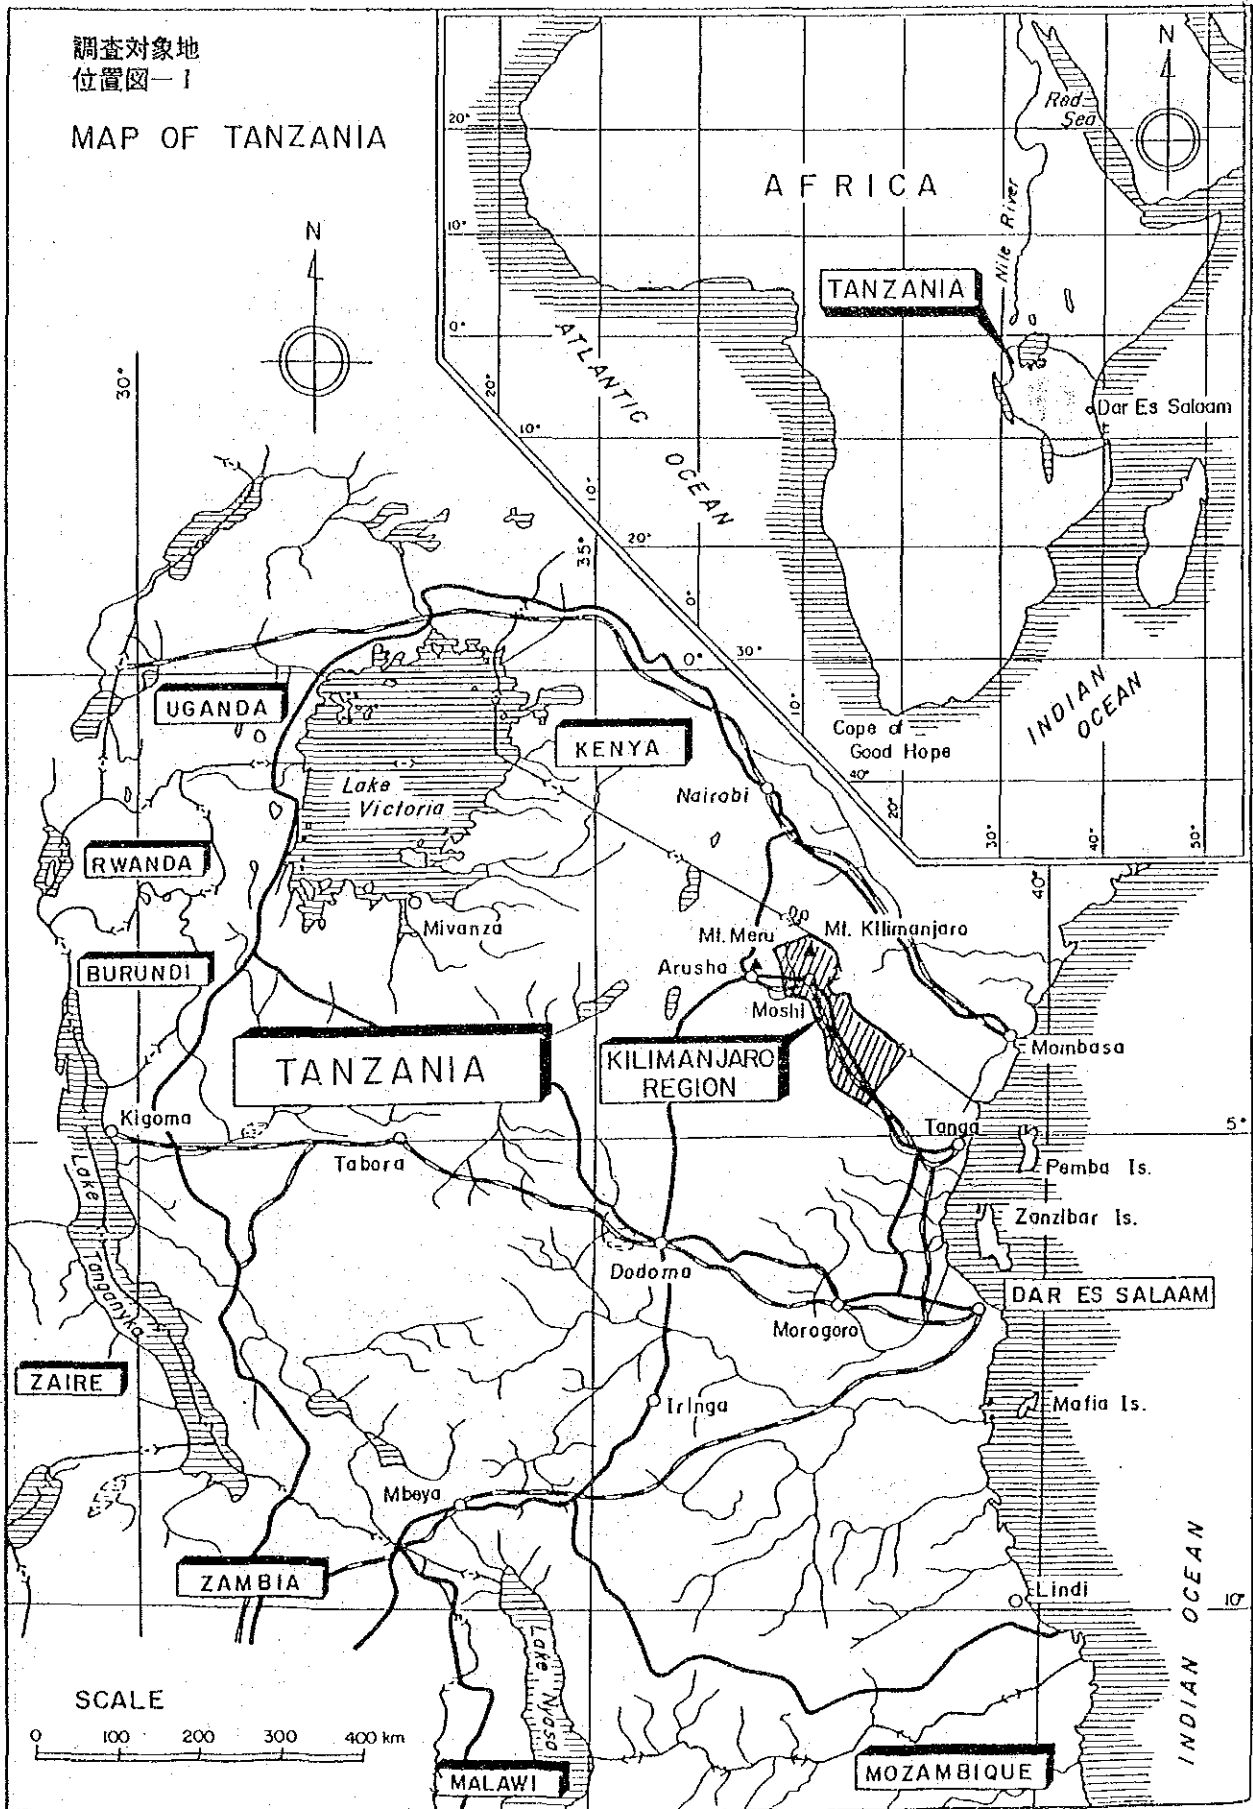 調査対象地
位置図－I
MAP OF TANZANIA
N
30°
N
20°
10°
0°
AFRICA
Red
Sea
Nile River
TANZANIA
Dar Es Salaam
ATLANTIC
OCEAN
20°
10°
0°
10°
20°
30°
40°
10°
20°
30°
40°
50°
Cope of
Good Hope
INDIAN
OCEAN
35°
0°
UGANDA
KENYA
Lake
Victoria
Nairobi
RWANDA
40°
Mivanza
Mt. Meru
Mt. Kilimanjaro
BURUNDI
Arusha
Moshi
TANZANIA
KILIMANJARO
REGION
Mombasa
Kigoma
Tabora
Tanga
5°
Pemba Is.
Zanzibar Is.
Lake Tanganyka
Dodoma
DAR ES SALAAM
Morogoro
ZAIRE
Iringa
Mafia Is.
Mbeya
ZAMBIA
Lindi
10°
Lake Nyasa
INDIAN OCEAN
SCALE
0 100 200 300 400 km
MALAWI
MOZAMBIQUE